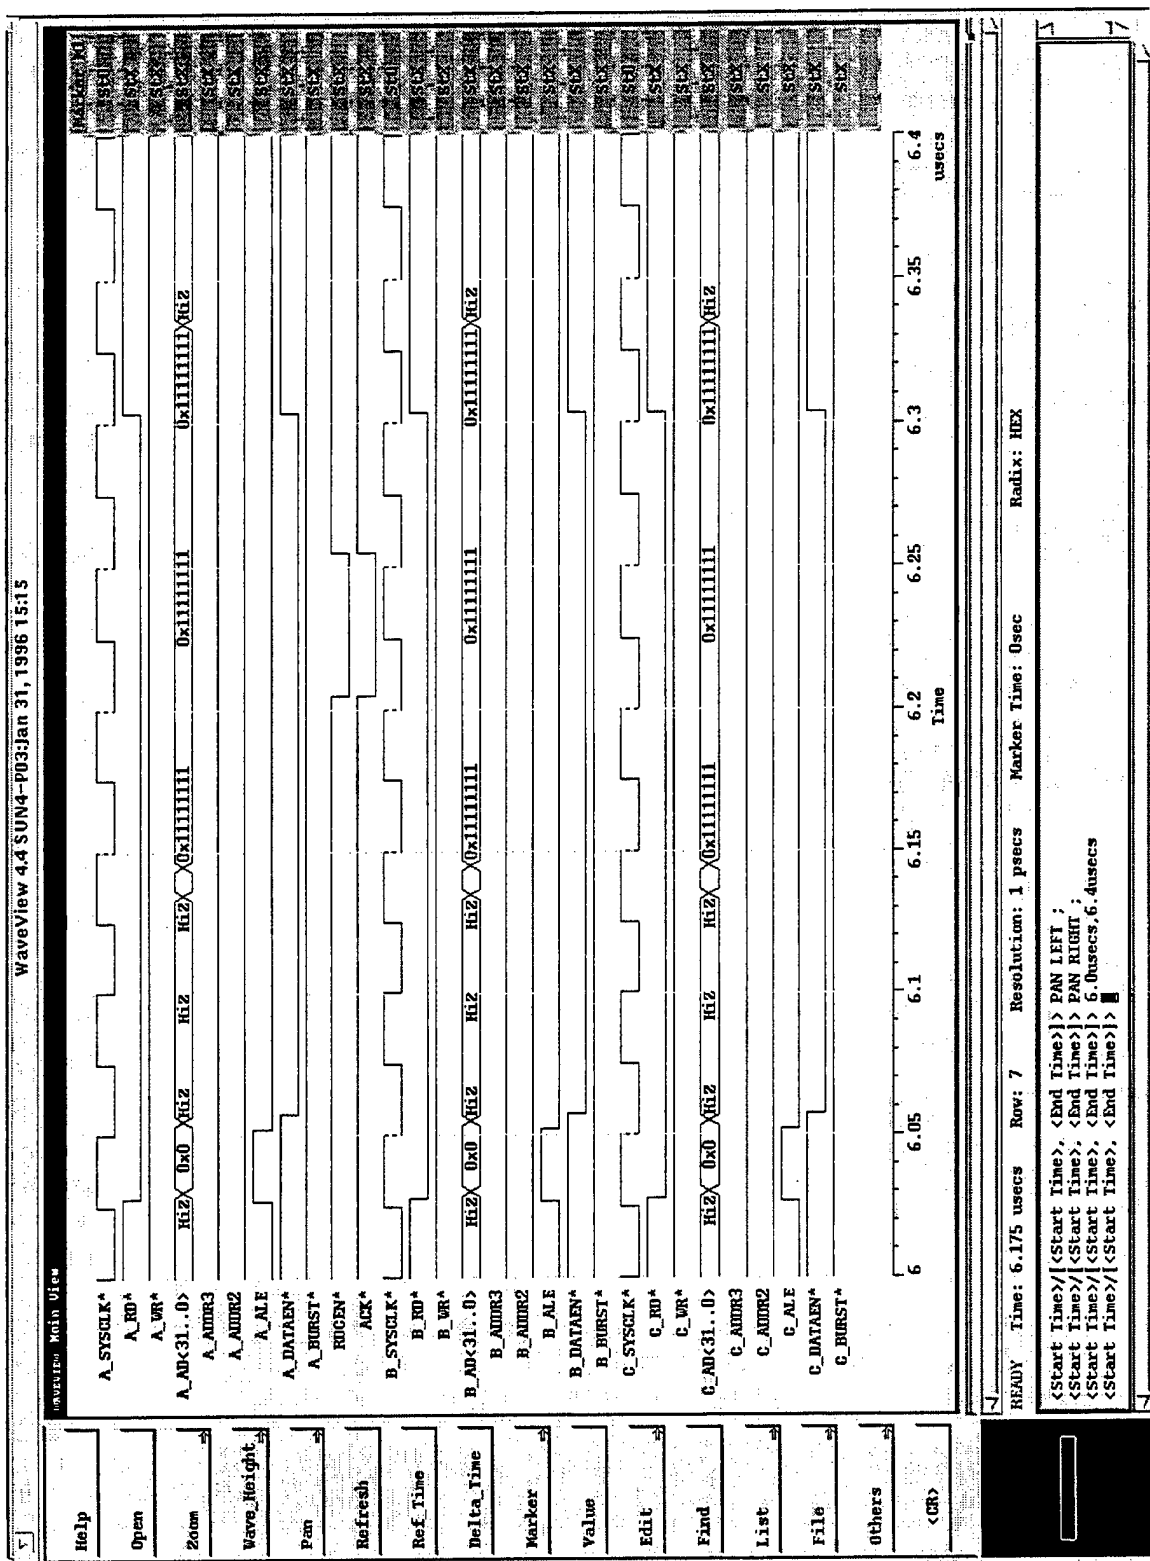 WaveView 4.4 SUN4-P03:Jan 31, 1996 15:15
WAVEVIEW Main View
Help
Open
Zoom
Wave_Height
Pan
Refresh
Ref_Time
Delta_Time
Marker
Value
Edit
Find
List
File
Others
<CR>
A_SYSCLK*
A_RD*
A_WR*
A_AD<31..0> HiZ 0x0 HiZ HiZ HiZ 0x11111111 0x11111111 0x11111111 HiZ
A_ADDR3
A_ADDR2
A_ALE
A_DATAEN*
A_BURST*
RDCEN*
ACK*
B_SYSCLK*
B_RD*
B_WR*
B_AD<31..0> HiZ 0x0 HiZ HiZ HiZ 0x11111111 0x11111111 0x11111111 HiZ
B_ADDR3
B_ADDR2
B_ALE
B_DATAEN*
B_BURST*
C_SYSCLK*
C_RD*
C_WR*
C_AD<31..0> HiZ 0x0 HiZ HiZ HiZ 0x11111111 0x11111111 0x11111111 HiZ
C_ADDR3
C_ADDR2
C_ALE
C_DATAEN*
C_BURST*
6 6.05 6.1 6.15 6.2 6.25 6.3 6.35 6.4
Time usecs
READY Time: 6.175 usecs Row: 7 Resolution: 1 psecs Marker Time: 0sec Radix: HEX
<Start Time>/[<Start Time>, <End Time>]> PAN LEFT ;
<Start Time>/[<Start Time>, <End Time>]> PAN RIGHT ;
<Start Time>/[<Start Time>, <End Time>]> 6.0usecs,6.4usecs
<Start Time>/[<Start Time>, <End Time>]>